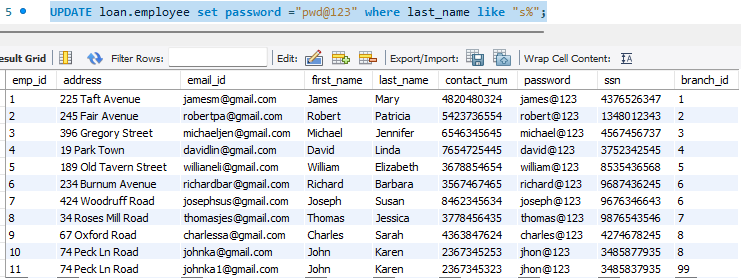 5 UPDATE loan.employee set password ="pwd@123" where last_name like "s%";
esult Grid Filter Rows: Edit: Export/Import: Wrap Cell Content:
emp_id address email_id first_name last_name contact_num password ssn branch_id
1 225 Taft Avenue jamesm@gmail.com James Mary 4820480324 james@123 4376526347 1
2 245 Fair Avenue robertpa@gmail.com Robert Patricia 5423736554 robert@123 1348012343 2
3 396 Gregory Street michaeljen@gmail.com Michael Jennifer 6546345645 michael@123 4567456737 3
4 19 Park Town davidlin@gmail.com David Linda 7654725445 david@123 3752342545 4
5 189 Old Tavern Street willianeli@gmail.com William Elizabeth 3678854654 william@123 8535436568 5
6 234 Burnum Avenue richardbar@gmail.com Richard Barbara 3567467465 richard@123 9687436245 6
7 424 Woodruff Road josephsus@gmail.com Joseph Susan 8462345634 joseph@123 9676346643 6
8 34 Roses Mill Road thomasjes@gmail.com Thomas Jessica 3778456435 thomas@123 9876543546 7
9 67 Oxford Road charlessa@gmail.com Charles Sarah 4363847624 charles@123 4274678245 8
10 74 Peck Ln Road johnka@gmail.com John Karen 2367345253 jhon@123 3485877935 8
11 74 Peck Ln Road johnka1@gmail.com John Karen 2367345323 jhon@123 3485837935 99